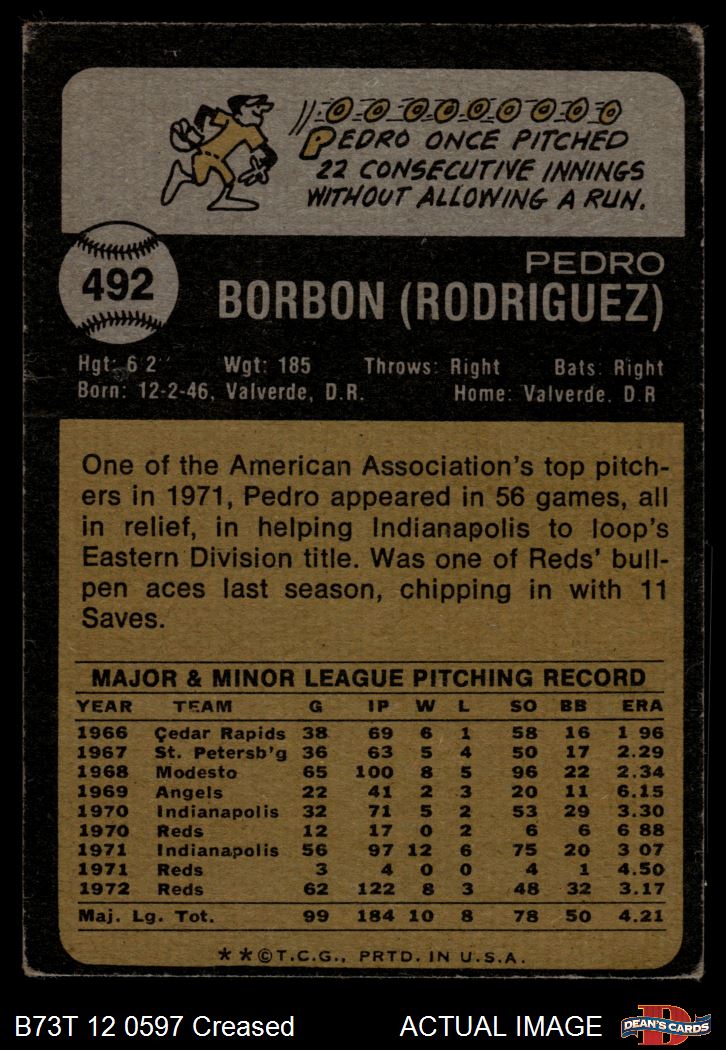 PEDRO ONCE PITCHED
22 CONSECUTIVE INNINGS
WITHOUT ALLOWING A RUN.
492
PEDRO
BORBON (RODRIGUEZ)
Hgt: 6'2" Wgt: 185 Throws: Right Bats: Right
Born: 12-2-46, Valverde, D.R. Home: Valverde, D.R
One of the American Association's top pitch-
ers in 1971, Pedro appeared in 56 games, all
in relief, in helping Indianapolis to loop's
Eastern Division title. Was one of Reds' bull-
pen aces last season, chipping in with 11
Saves.
MAJOR & MINOR LEAGUE PITCHING RECORD
YEAR TEAM G IP W L SO BB ERA
1966 Cedar Rapids 38 69 6 1 58 16 1 96
1967 St. Petersb'g 36 63 5 4 50 17 2.29
1968 Modesto 65 100 8 5 96 22 2.34
1969 Angels 22 41 2 3 20 11 6.15
1970 Indianapolis 32 71 5 2 53 29 3.30
1970 Reds 12 17 0 2 6 6 6 88
1971 Indianapolis 56 97 12 6 75 20 3 07
1971 Reds 3 4 0 0 4 1 4.50
1972 Reds 62 122 8 3 48 32 3.17
Maj. Lg. Tot. 99 184 10 8 78 50 4.21
* * © T.C.G., PRTD. IN U.S.A.
B73T 12 0597 Creased ACTUAL IMAGE DEAN'S CARDS